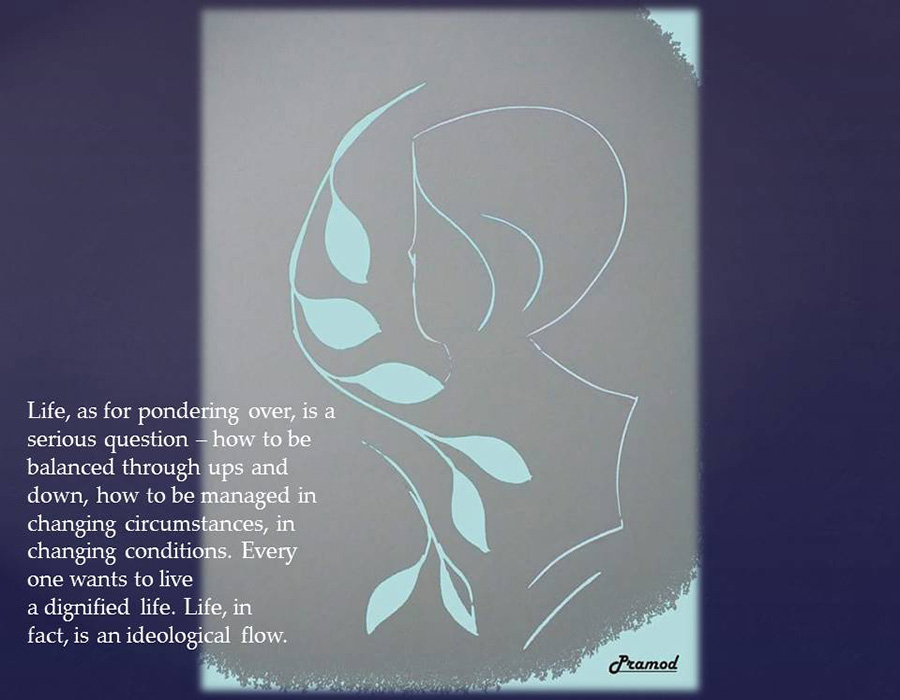 Life, as for pondering over, is a
serious question – how to be
balanced through ups and
down, how to be managed in
changing circumstances, in
changing conditions. Every
one wants to live
a dignified life. Life, in
fact, is an ideological flow.
Pramod